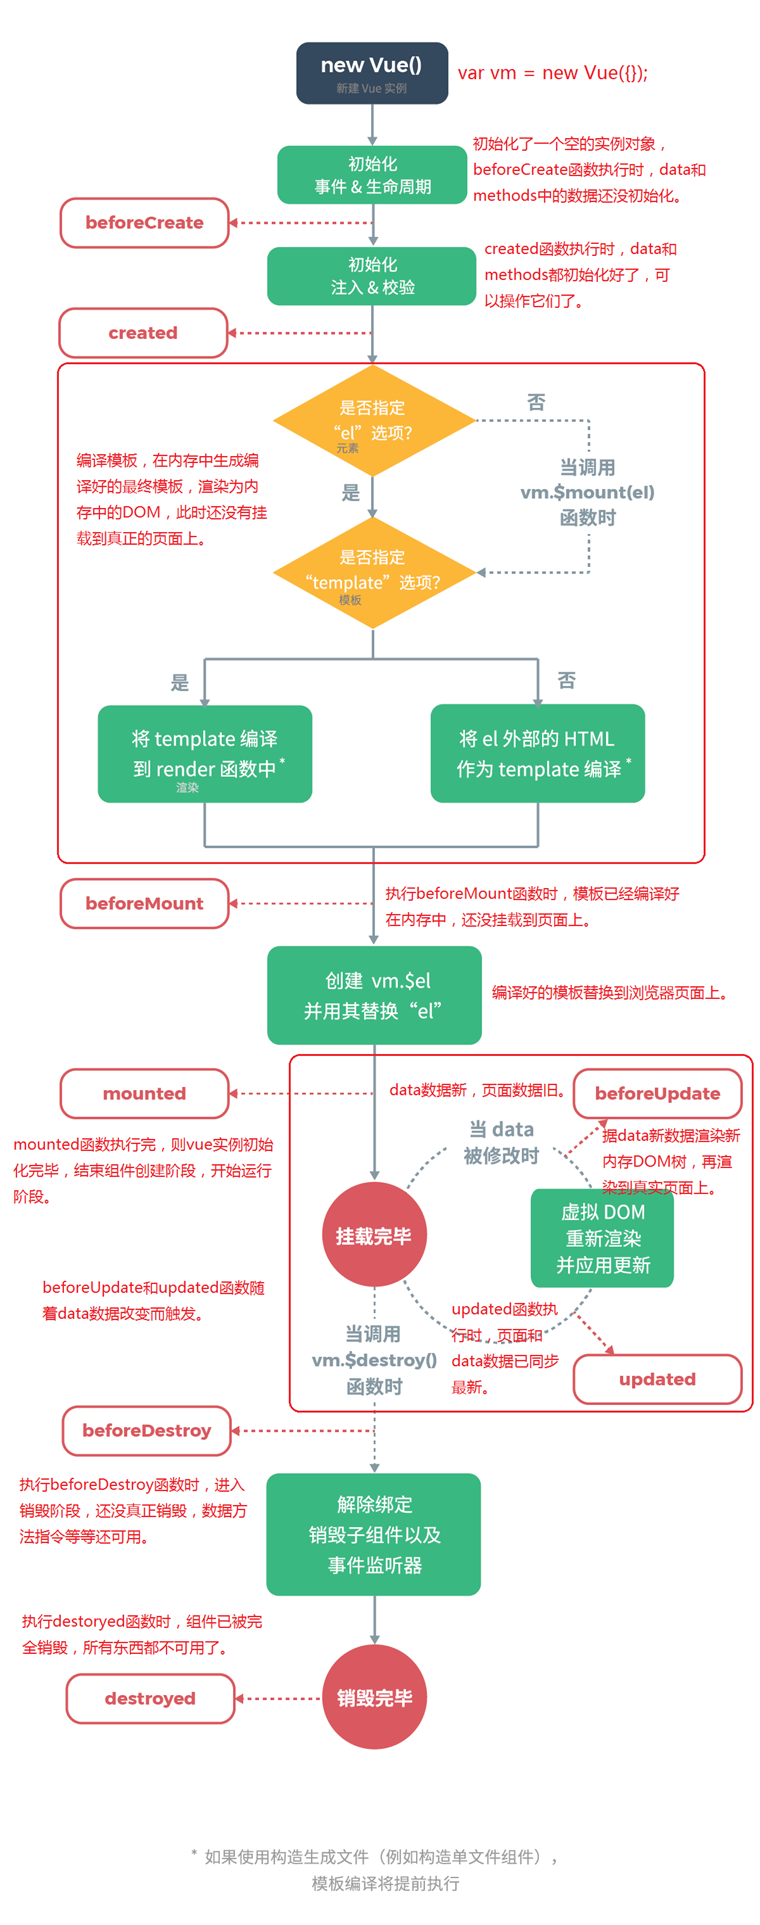 new Vue()
新建 Vue 实例
var vm = new Vue({});
初始化
事件 & 生命周期
初始化了一个空的实例对象，
beforeCreate函数执行时，data和
methods中的数据还没初始化。
beforeCreate
初始化
注入 & 校验
created函数执行时，data和
methods都初始化好了，可
以操作它们了。
created
是否指定
“el”选项?
元素
否
编译模板，在内存中生成编
译好的最终模板，渲染为内
存中的DOM，此时还没有挂
载到真正的页面上。
当调用
vm.$mount(el)
函数时
是
是否指定
“template”选项?
模板
是
否
将 template 编译
到 render 函数中*
渲染
将 el 外部的 HTML
作为 template 编译*
beforeMount
执行beforeMount函数时，模板已经编译好
在内存中，还没挂载到页面上。
创建 vm.$el
并用其替换“el”
编译好的模板替换到浏览器页面上。
mounted
data数据新，页面数据旧。
beforeUpdate
mounted函数执行完，则vue实例初始
化完毕，结束组件创建阶段，开始运行
阶段。
当 data
被修改时
据data新数据渲染新
内存DOM树，再渲
染到真实页面上。
挂载完毕
虚拟 DOM
重新渲染
并应用更新
beforeUpdate和updated函数随
着data数据改变而触发。
updated函数执
行时，页面和
data数据已同步
最新。
当调用
vm.$destroy()
函数时
updated
beforeDestroy
执行beforeDestroy函数时，进入
销毁阶段，还没真正销毁，数据方
法指令等等还可用。
解除绑定
销毁子组件以及
事件监听器
执行destoryed函数时，组件已被完
全销毁，所有东西都不可用了。
destroyed
销毁完毕
* 如果使用构造生成文件（例如构造单文件组件），
模板编译将提前执行